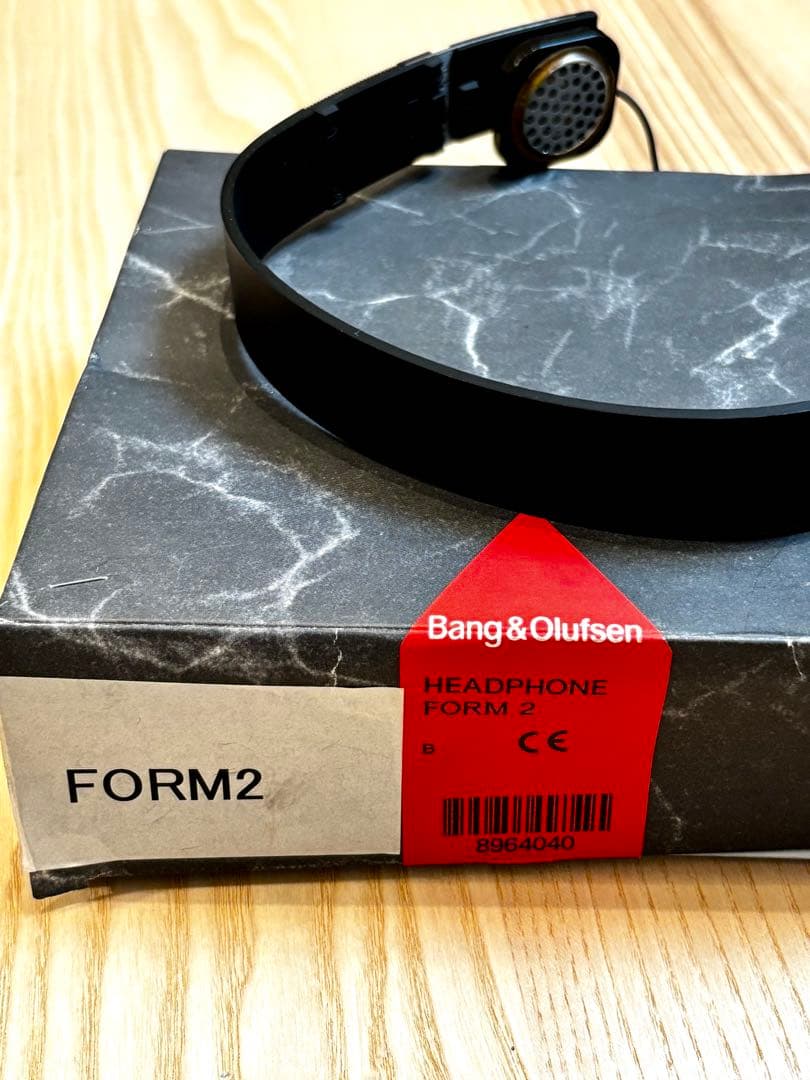 Bang & Olufsen
HEADPHONE
FORM 2
B CE
8964040
FORM2